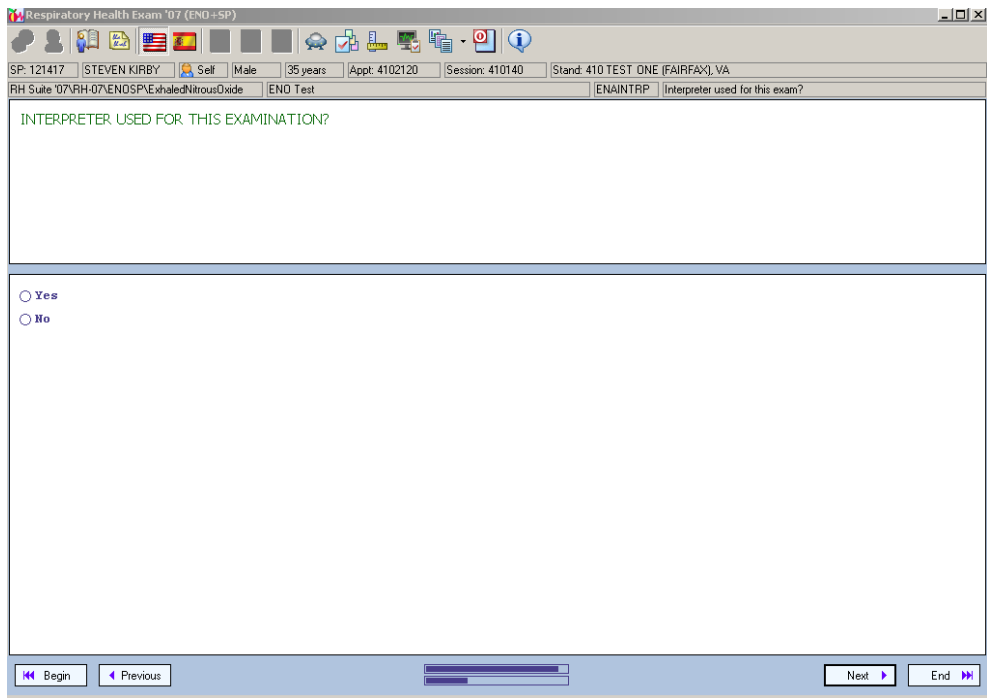 Respiratory Health Exam '07 (ENO+SP)
SP: 121417 STEVEN KIRBY Self Male 35 years Appt: 4102120 Session: 410140 Stand: 410 TEST ONE (FAIRFAX), VA
RH Suite '07\RH-07\ENOSP\ExhaledNitrousOxide ENO Test ENAINTRP Interpreter used for this exam?
INTERPRETER USED FOR THIS EXAMINATION?
Yes
No
Begin Previous Next End